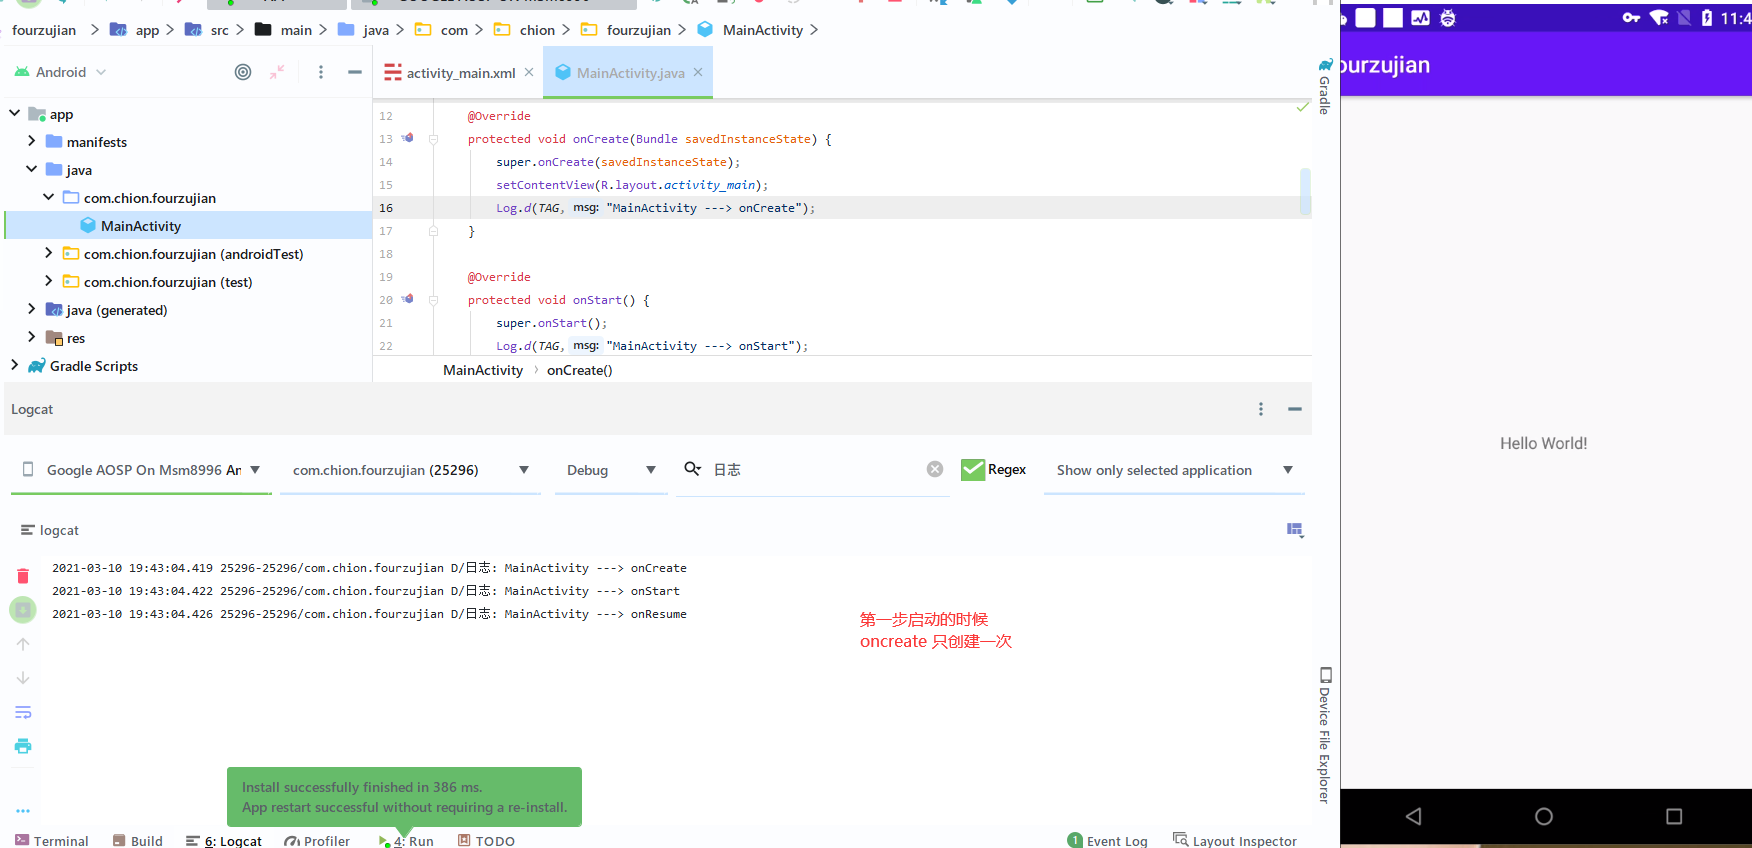 fourzujian > app > src > main > java > com > chion > fourzujian > MainActivity >
Android
activity_main.xml
MainActivity.java
app
manifests
java
com.chion.fourzujian
MainActivity
com.chion.fourzujian (androidTest)
com.chion.fourzujian (test)
java (generated)
res
Gradle Scripts
12 @Override
13 protected void onCreate(Bundle savedInstanceState) {
14 super.onCreate(savedInstanceState);
15 setContentView(R.layout.activity_main);
16 Log.d(TAG, msg: "MainActivity ---> onCreate");
17 }
18
19 @Override
20 protected void onStart() {
21 super.onStart();
22 Log.d(TAG, msg: "MainActivity ---> onStart");
MainActivity > onCreate()
Gradle
Logcat
Google AOSP On Msm8996 An
com.chion.fourzujian (25296)
Debug
日志
Regex
Show only selected application
logcat
2021-03-10 19:43:04.419 25296-25296/com.chion.fourzujian D/日志: MainActivity ---> onCreate
2021-03-10 19:43:04.422 25296-25296/com.chion.fourzujian D/日志: MainActivity ---> onStart
2021-03-10 19:43:04.426 25296-25296/com.chion.fourzujian D/日志: MainActivity ---> onResume
第一步启动的时候
oncreate 只创建一次
Device File Explorer
Install successfully finished in 386 ms.
App restart successful without requiring a re-install.
Terminal
Build
6: Logcat
Profiler
4: Run
TODO
1 Event Log
Layout Inspector
11:4
ourzujian
Hello World!